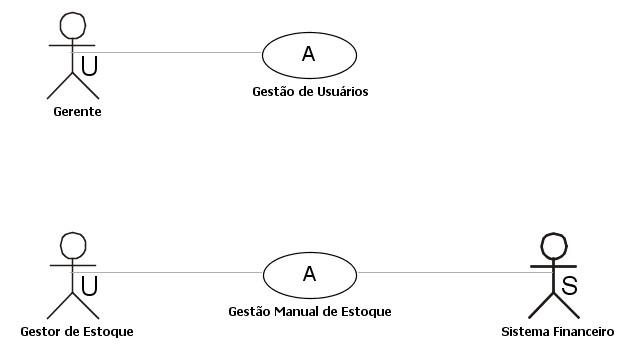 U
A
Gerente
Gestão de Usuários
U
A
S
Gestor de Estoque
Gestão Manual de Estoque
Sistema Financeiro